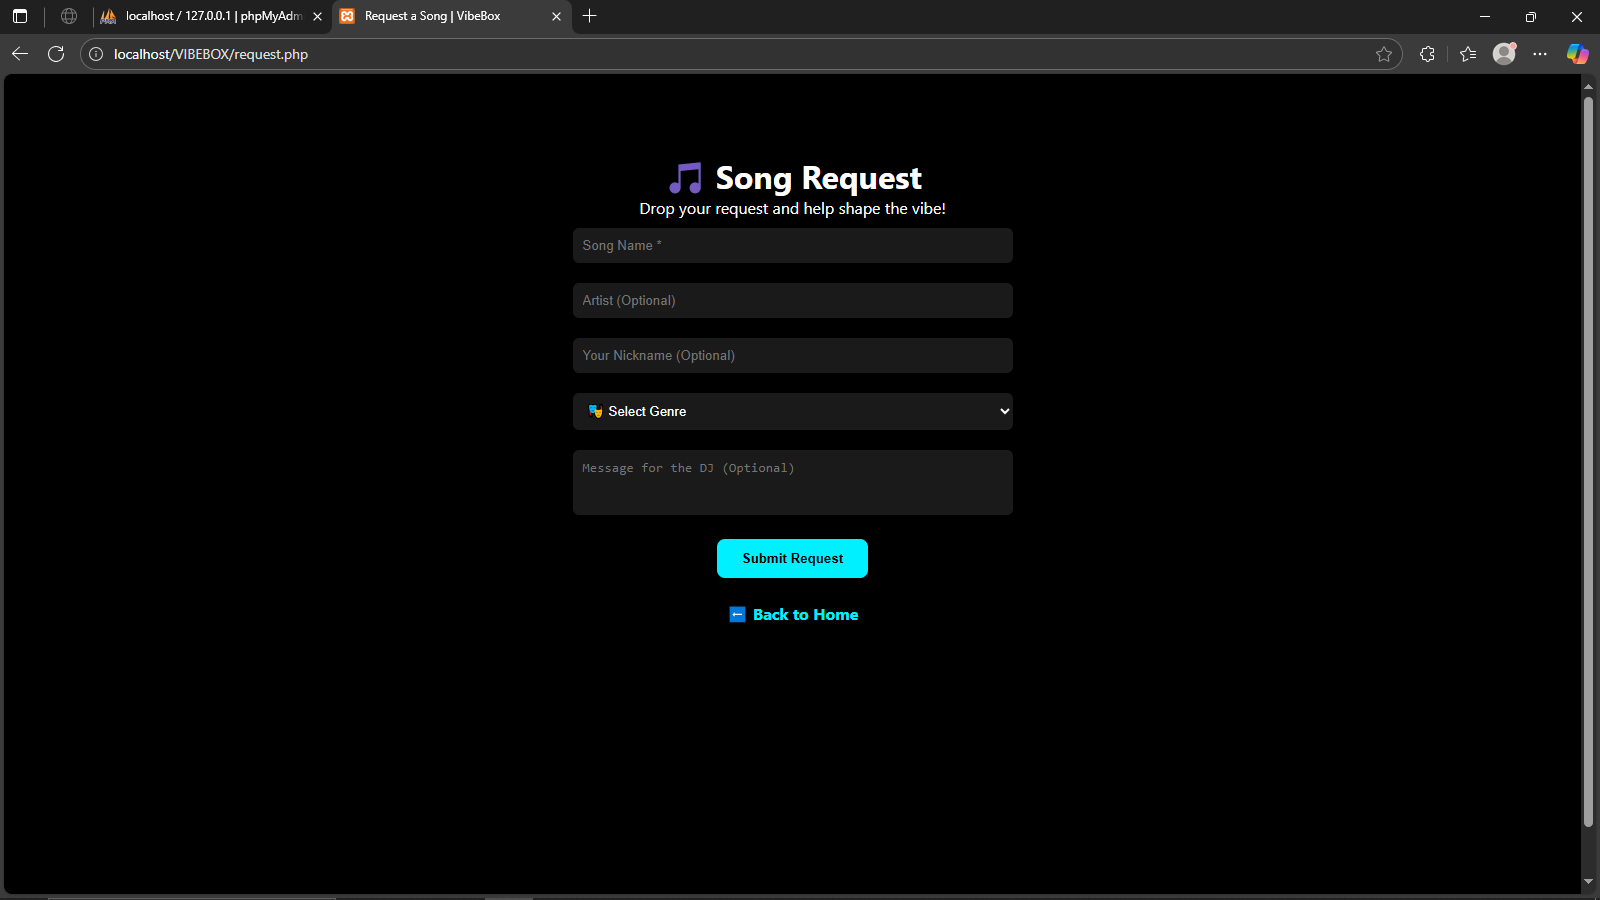 localhost / 127.0.0.1 | phpMyAdm
Request a Song | VibeBox
localhost/VIBEBOX/request.php
🎵 Song Request
Drop your request and help shape the vibe!
Song Name *
Artist (Optional)
Your Nickname (Optional)
🎭 Select Genre
Message for the DJ (Optional)
Submit Request
⬅️ Back to Home